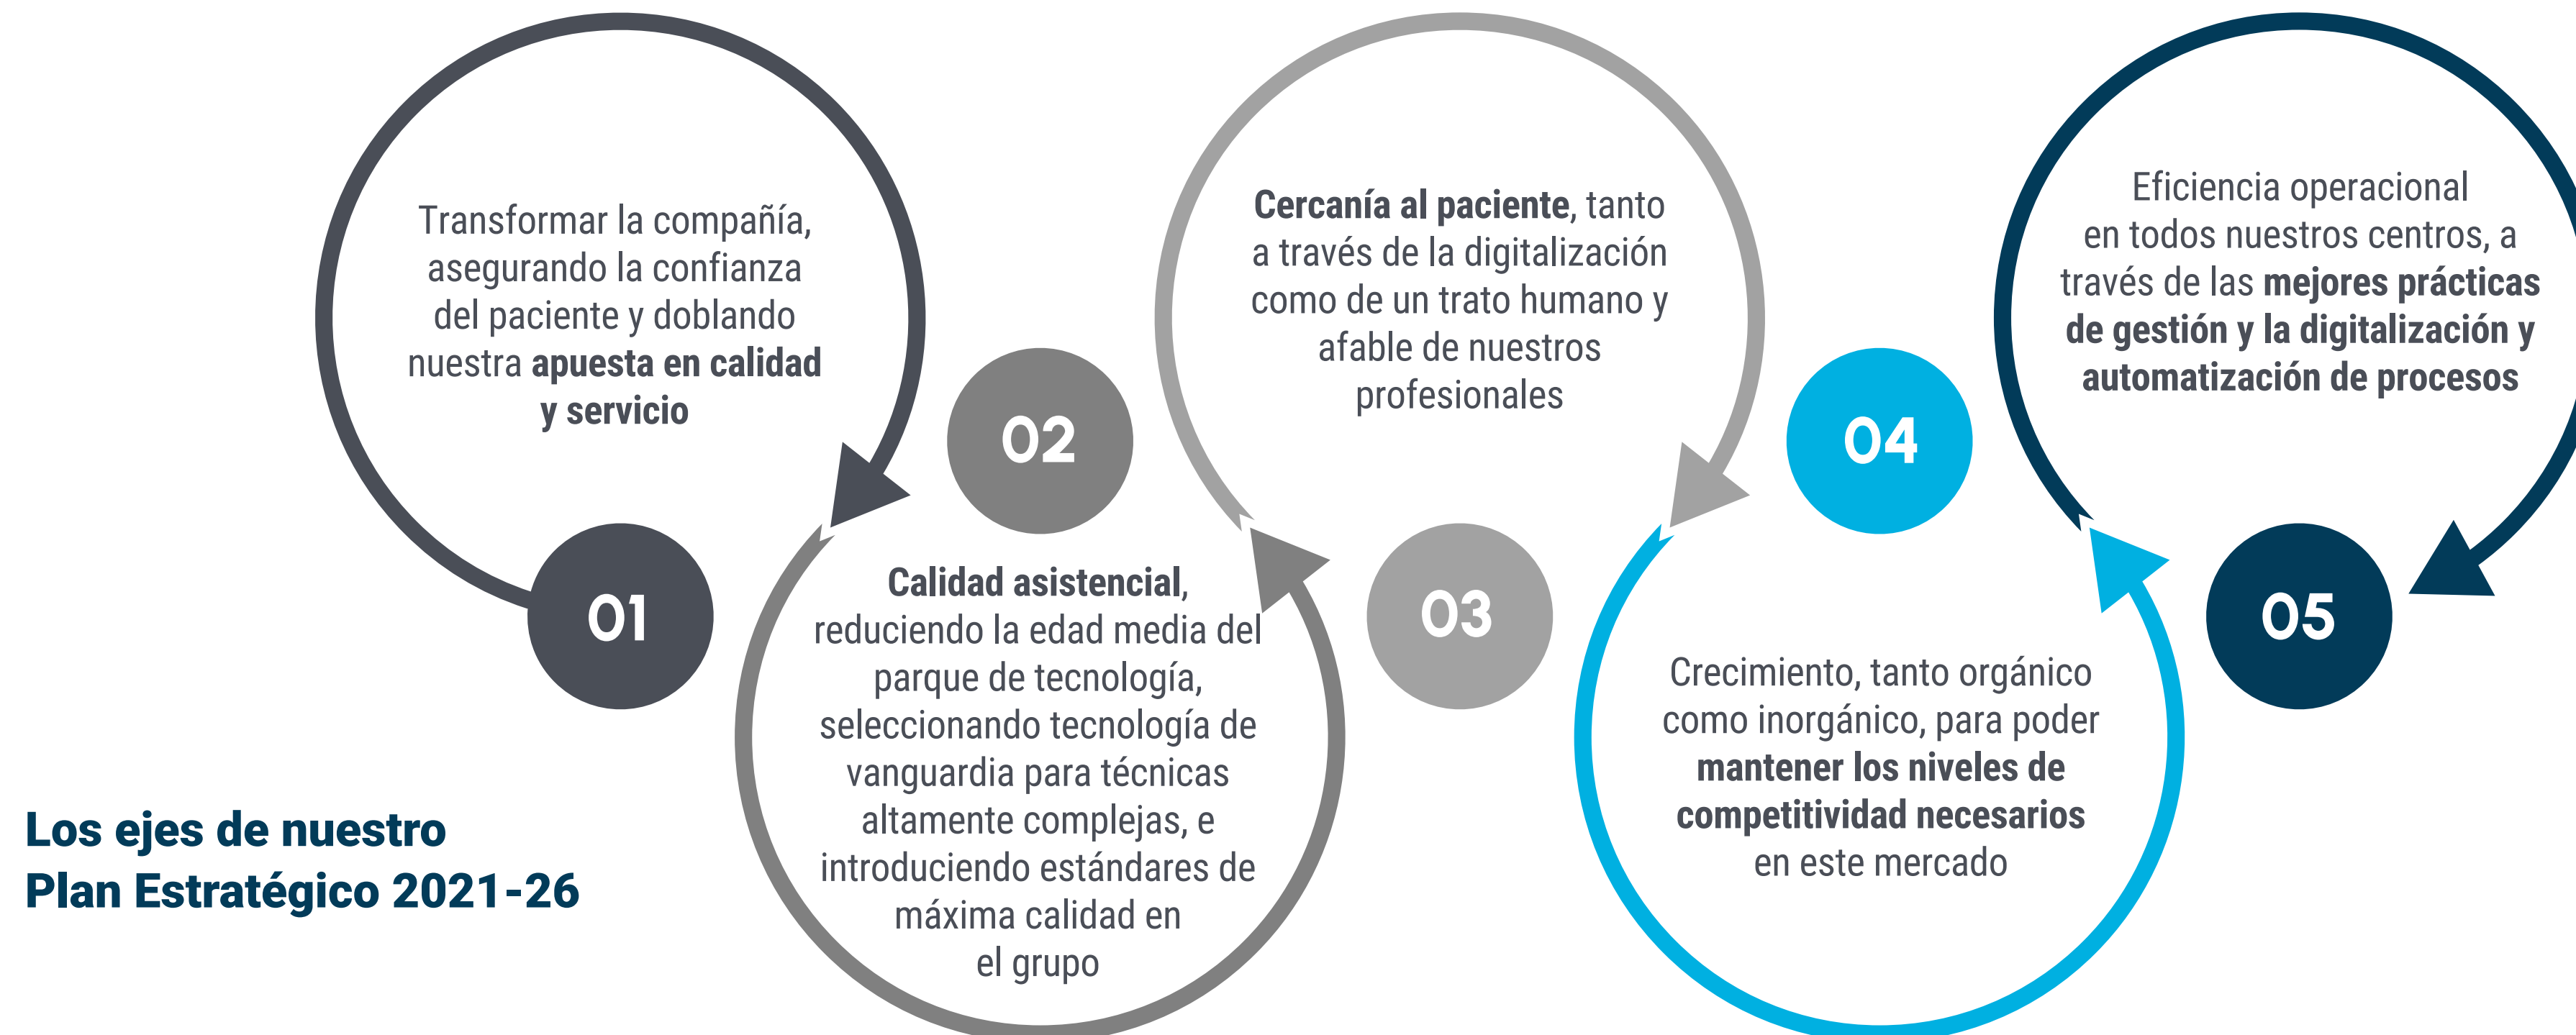 Transformar la compañía,
asegurando la confianza
del paciente y doblando
nuestra apuesta en calidad
y servicio
01
02
Calidad asistencial,
reduciendo la edad media del
parque de tecnología,
seleccionando tecnología de
vanguardia para técnicas
altamente complejas, e
introduciendo estándares de
máxima calidad en
el grupo
Cercanía al paciente, tanto
a través de la digitalización
como de un trato humano y
afable de nuestros
profesionales
03
04
Crecimiento, tanto orgánico
como inorgánico, para poder
mantener los niveles de
competitividad necesarios
en este mercado
Eficiencia operacional
en todos nuestros centros, a
través de las mejores prácticas
de gestión y la digitalización y
automatización de procesos
05
Los ejes de nuestro
Plan Estratégico 2021-26